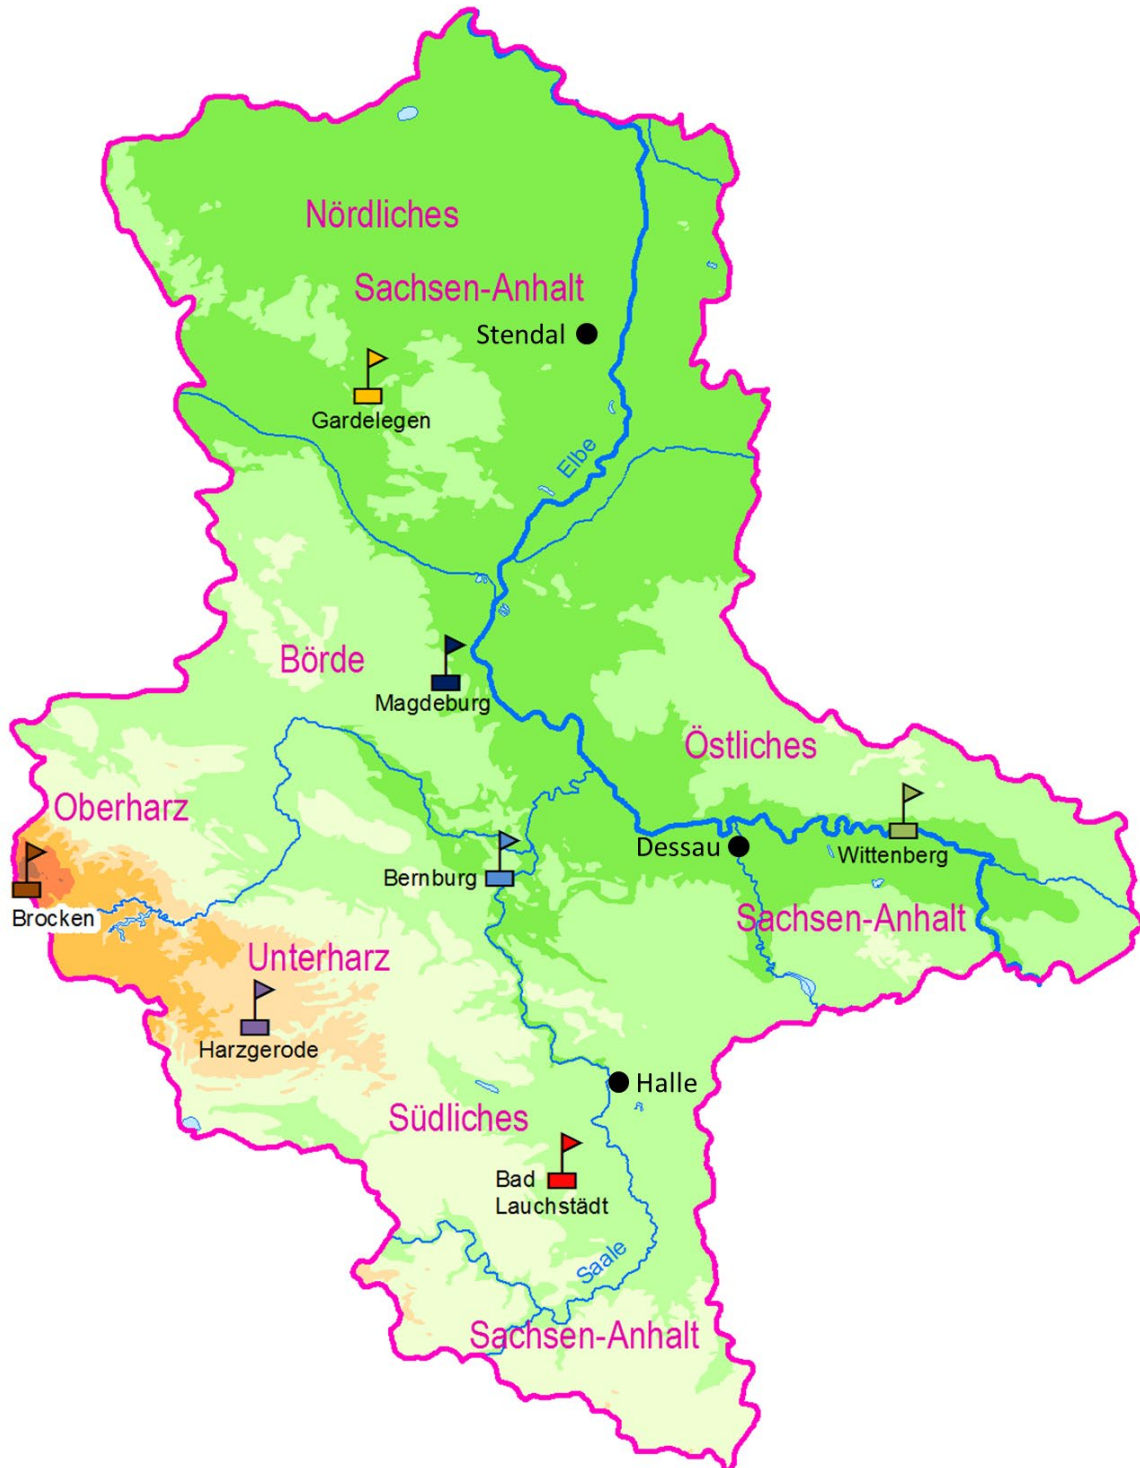 Nördliches
Sachsen-Anhalt
Stendal
Gardelegen
Elbe
Börde
Magdeburg
Östliches
Oberharz
Dessau
Wittenberg
Bernburg
Brocken
Sachsen-Anhalt
Unterharz
Harzgerode
Halle
Südliches
Bad
Lauchstädt
Saale
Sachsen-Anhalt